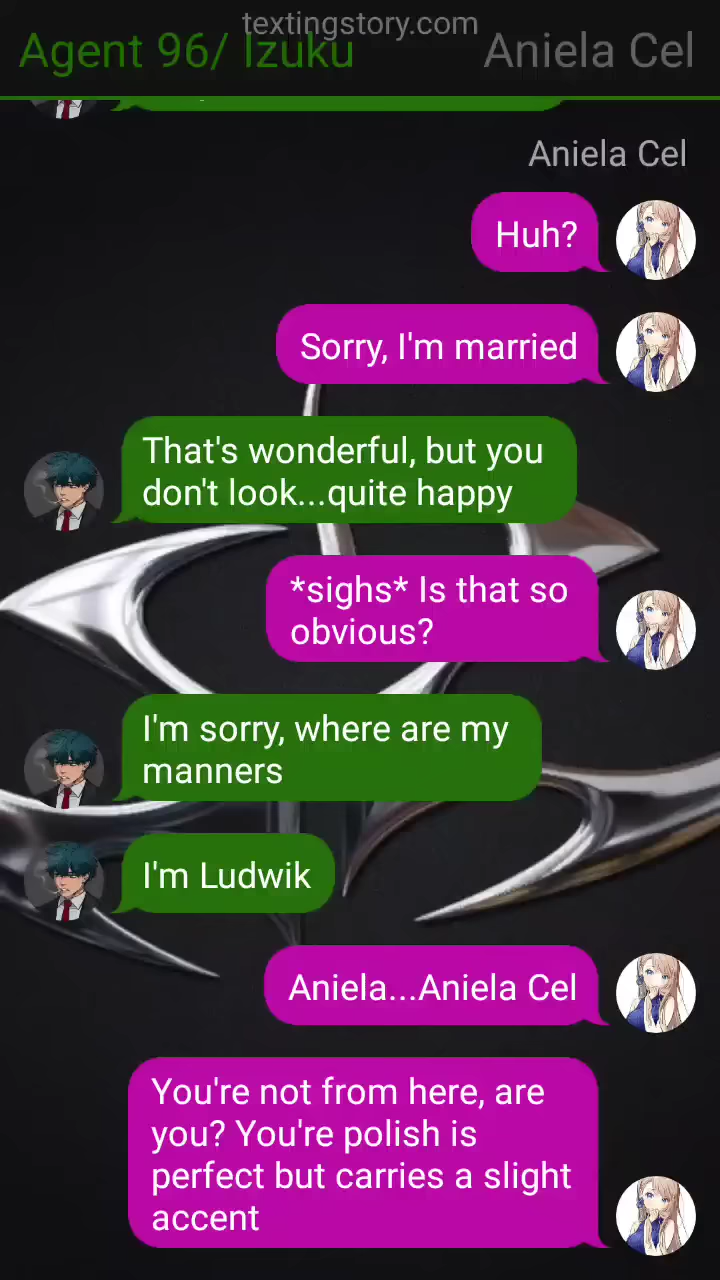 textingstory.com
Agent 96/ Izuku
Aniela Cel
Aniela Cel
Huh?
Sorry, I'm married
That's wonderful, but you
don't look...quite happy
*sighs* Is that so
obvious?
I'm sorry, where are my
manners
I'm Ludwik
Aniela...Aniela Cel
You're not from here, are
you? You're polish is
perfect but carries a slight
accent